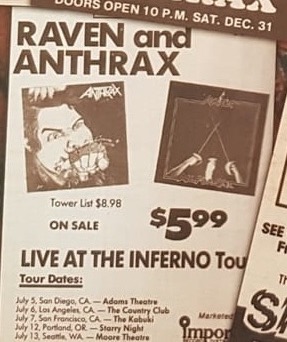 DOORS OPEN 10 P.M. SAT. DEC. 31
RAVEN and
ANTHRAX
ANTHRAX
Tower List $8.98
ON SALE
$5.99
LIVE AT THE INFERNO Tou
Tour Dates:
July 5, San Diego, CA. — Adams Theatre
July 6, Los Angeles, CA. — The Country Club
July 7, San Francisco, CA. — The Kabuki
July 12, Portland, OR. — Starry Night
July 13, Seattle, WA. — Moore Theatre
Marketed
impor
SEE
F
Th